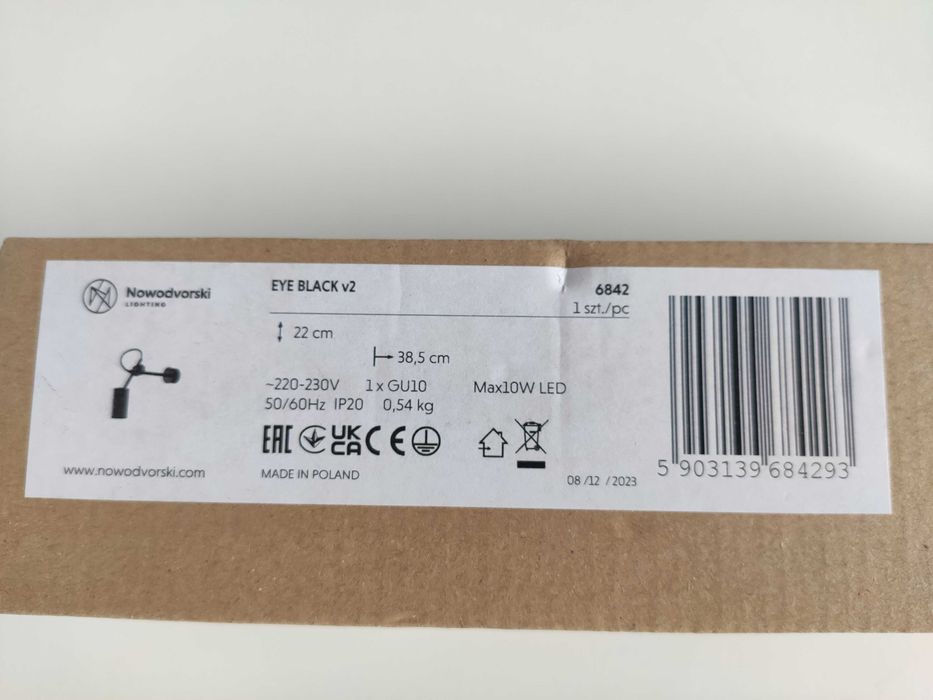 Nowodvorski
LIGHTING
EYE BLACK v2
6842
1 szt./pc
22 cm
38,5 cm
~220-230V 1 x GU10 Max10W LED
50/60Hz IP20 0,54 kg
EAC UK CA CE
www.nowodvorski.com
MADE IN POLAND
08 /12 /2023
5 903139 684293